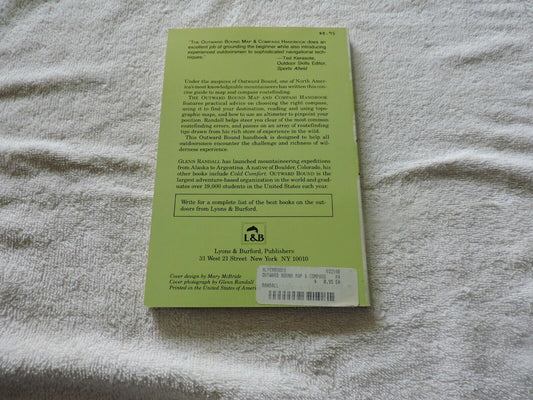 "THE OUTWARD BOUND MAP & COMPASS HANDBOOK does an
excellent job of grounding the beginner while also introducing
experienced outdoorsmen to sophisticated navigational tech-
niques."
—Ted Kerasote,
Outdoor Skills Editor,
Sports Afield
Under the auspices of Outward Bound, one of North Amer-
ica's most knowledgeable mountaineers has written this con-
cise guide to map and compass routefinding.
THE OUTWARD BOUND MAP AND COMPASS HANDBOOK
features practical advice on choosing the right compass,
using it to find your destination, reading and using topo-
graphic maps, and how to use an altimeter to pinpoint your
position. Randall helps steer you clear of the most common
routefinding errors, and passes on an array of routefinding
tips drawn from his rich store of experience in the wild.
This Outward Bound handbook is designed to help all
outdoorsmen encounter the challenge and richness of wil-
derness experience.
GLENN RANDALL has launched mountaineering expeditions
from Alaska to Argentina. A native of Boulder, Colorado, his
other books include Cold Comfort. OUTWARD BOUND is the
largest adventure-based organization in the world and grad-
uates over 19,000 students in the United States each year.
Write for a complete list of the best books on the out-
doors from Lyons & Burford.
L&B
Lyons & Burford, Publishers
31 West 21 Street New York NY 10010
Cover design by Mary McBride
Cover photograph by Glenn Randall
Printed in the United States of Amer
OUTWARD BOUND MAP & COMPASS
$ 8.95 EA
RANDALL